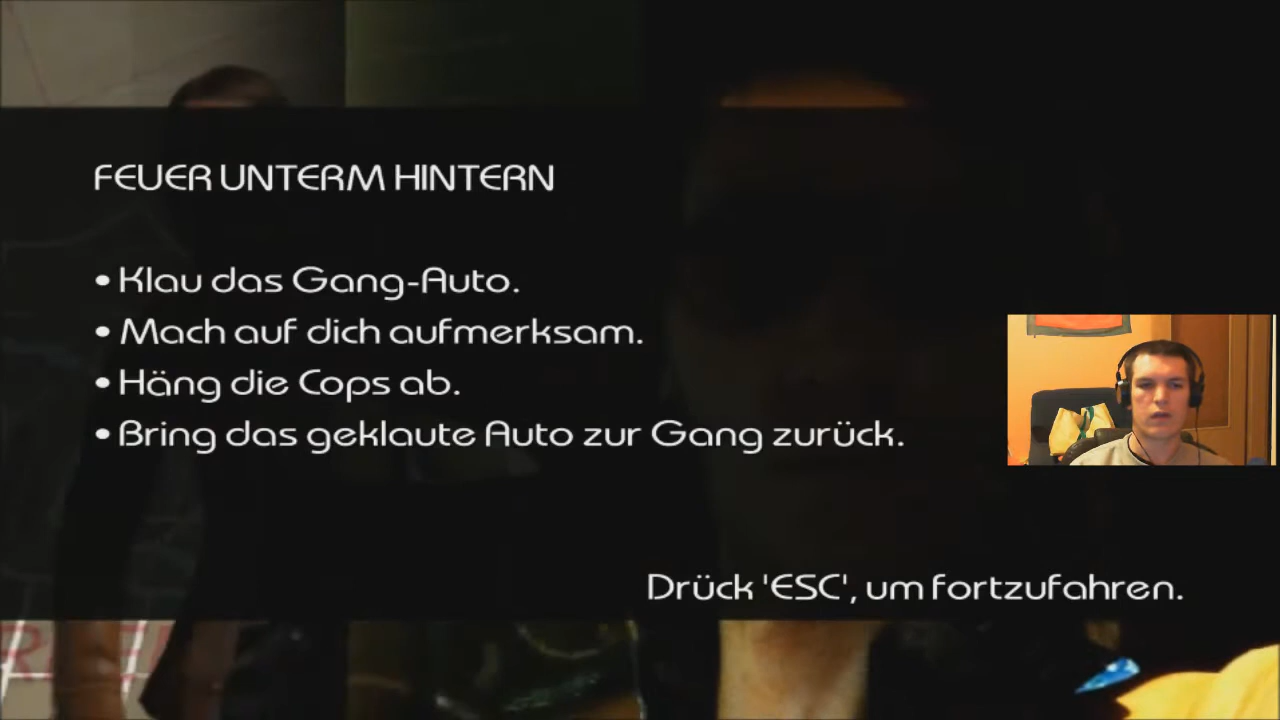 FEUER UNTERM HINTERN
• Klau das Gang-Auto.
• Mach auf dich aufmerksam.
• Häng die Cops ab.
• Bring das geklaute Auto zur Gang zurück.
Drück 'ESC', um fortzufahren.